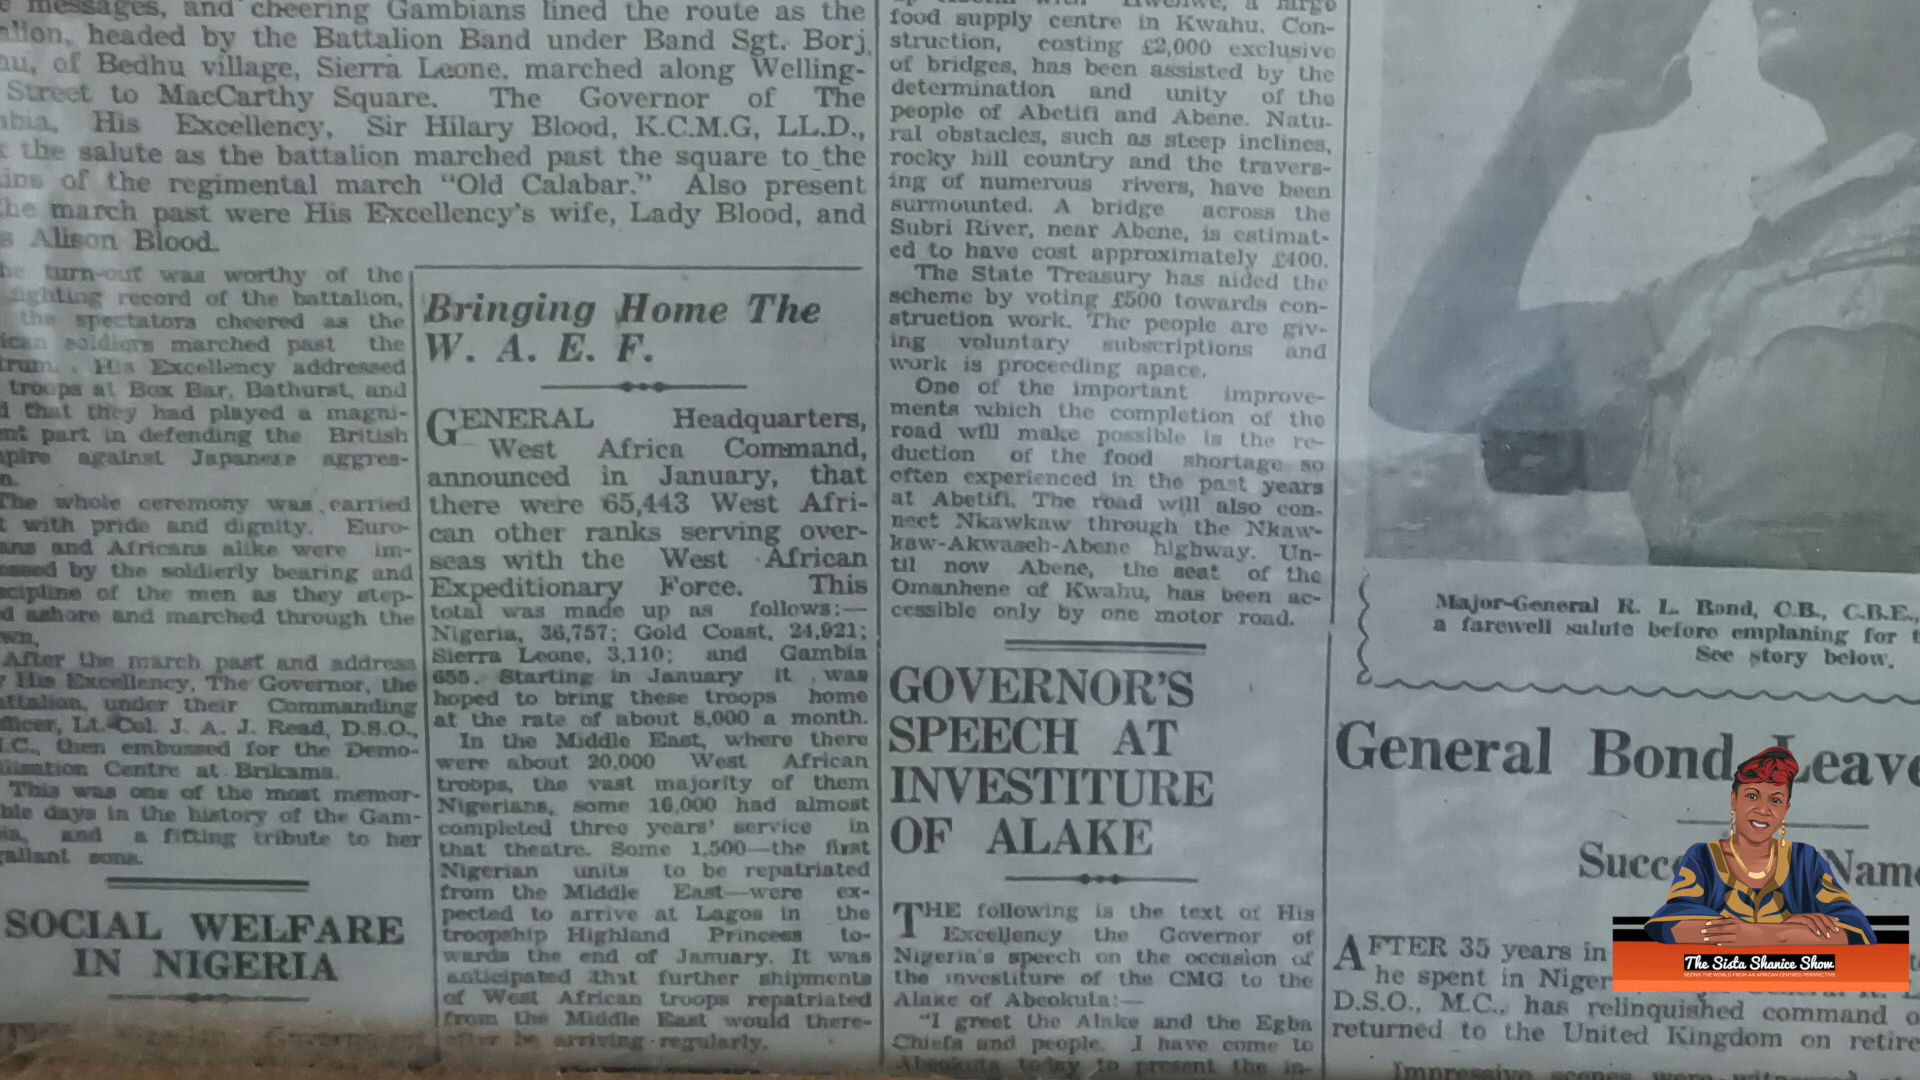 messages, and cheering Gambians lined the route as the
headed by the Battalion Band under Band Sgt. Borj
of Bedhu village, Sierra Leone, marched along Welling-
Street to MacCarthy Square. The Governor of The
His Excellency, Sir Hilary Blood, K.C.M.G, LL.D.,
the salute as the battalion marched past the square to the
of the regimental march “Old Calabar.” Also present
march past were His Excellency's wife, Lady Blood, and
Alison Blood.
turn-out was worthy of the
fighting record of the battalion,
the spectators cheered as the
soldiers marched past the
His Excellency addressed
troops at Box Bar, Bathurst, and
that they had played a magni-
part in defending the British
against Japanese aggres-
The whole ceremony was carried
with pride and dignity. Euro-
and Africans alike were im-
by the soldierly bearing and
of the men as they step-
ashore and marched through the
After the march past and address
His Excellency, The Governor, the
under their Commanding
Lt.-Col. J. A. J. Read, D.S.O.,
then embussed for the Demo-
Centre at Brikama.
This was one of the most memor-
days in the history of the Gam-
and a fitting tribute to her
gallant sons.
SOCIAL WELFARE
IN NIGERIA
Bringing Home The
W. A. E. F.
GENERAL Headquarters,
West Africa Command,
announced in January, that
there were 65,443 West Afri-
can other ranks serving over-
seas with the West African
Expeditionary Force. This
total was made up as follows:—
Nigeria, 36,757; Gold Coast, 24,921;
Sierra Leone, 3,110; and Gambia
655. Starting in January it was
hoped to bring these troops home
at the rate of about 8,000 a month.
In the Middle East, where there
were about 20,000 West African
troops, the vast majority of them
Nigerians, some 16,000 had almost
completed three years' service in
that theatre. Some 1,500—the first
Nigerian units to be repatriated
from the Middle East—were ex-
pected to arrive at Lagos in the
troopship Highland Princess to-
wards the end of January. It was
anticipated that further shipments
of West African troops repatriated
from the Middle East would there-
after be arriving regularly.
food supply centre in Kwahu. Con-
struction, costing £2,000 exclusive
of bridges, has been assisted by the
determination and unity of the
people of Abetifi and Abene. Natu-
ral obstacles, such as steep inclines,
rocky hill country and the travers-
ing of numerous rivers, have been
surmounted. A bridge across the
Subri River, near Abene, is estimat-
ed to have cost approximately £400.
The State Treasury has aided the
scheme by voting £500 towards con-
struction work. The people are giv-
ing voluntary subscriptions and
work is proceeding apace.
One of the important improve-
ments which the completion of the
road will make possible is the re-
duction of the food shortage so
often experienced in the past years
at Abetifi. The road will also con-
nect Nkawkaw through the Nkaw-
kaw-Akwaseh-Abene highway. Un-
til now Abene, the seat of the
Omanhene of Kwahu, has been ac-
cessible only by one motor road.
GOVERNOR'S
SPEECH AT
INVESTITURE
OF ALAKE
THE following is the text of His
Excellency the Governor of
Nigeria's speech on the occasion of
the investiture of the CMG to the
Alake of Abeokuta:—
“I greet the Alake and the Egba
Chiefs and people. I have come to
Abeokuta today to present the in-
Major-General R. L. Bond, C.B., C.B.E.,
a farewell salute before emplaning for
See story below.
General Bond Leave
Succ Nam
AFTER 35 years in
he spent in Niger
D.S.O., M.C., has relinquished command o
returned to the United Kingdom on retire
Impressive scenes were witnessed
The Sista Shanice Show
SEEING THE WORLD FROM AN AFRICAN CENTRED PERSPECTIVE